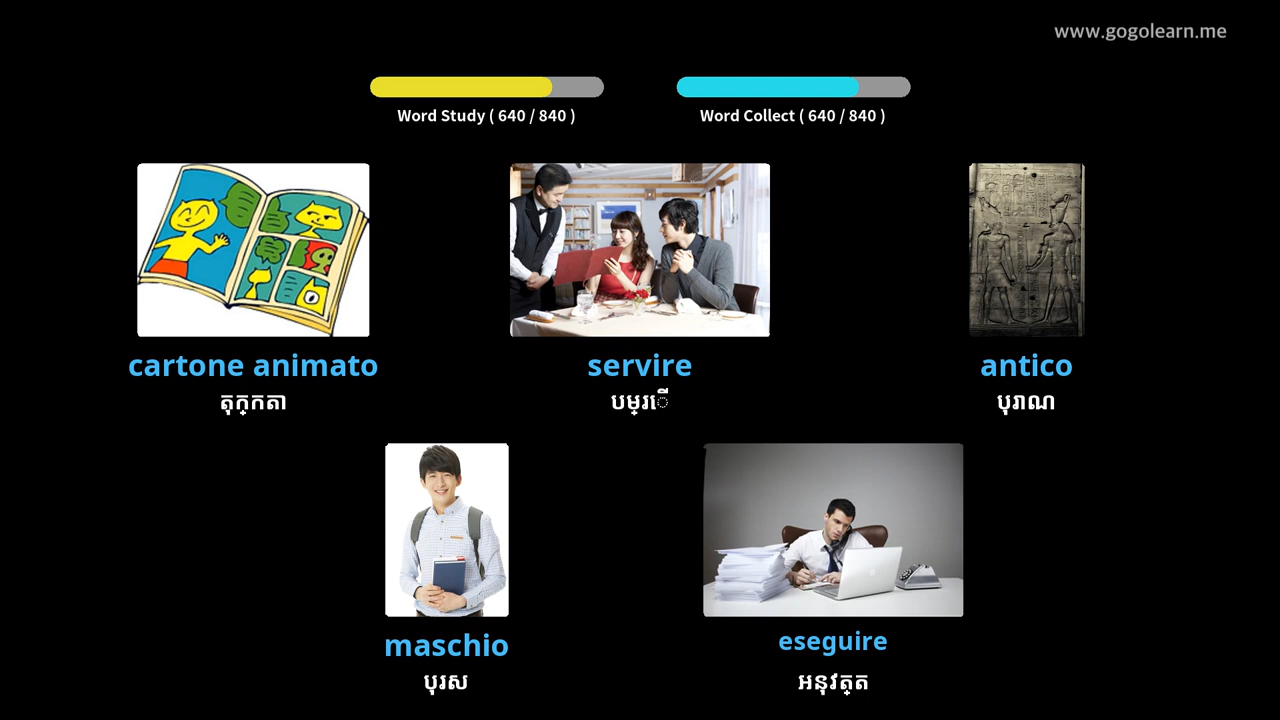 www.gogolearn.me
Word Study ( 640 / 840 )
Word Collect ( 640 / 840 )
cartone animato
តុក្កតា
servire
បម្រើ
antico
បុរាណ
maschio
បុរស
eseguire
អនុវត្ត